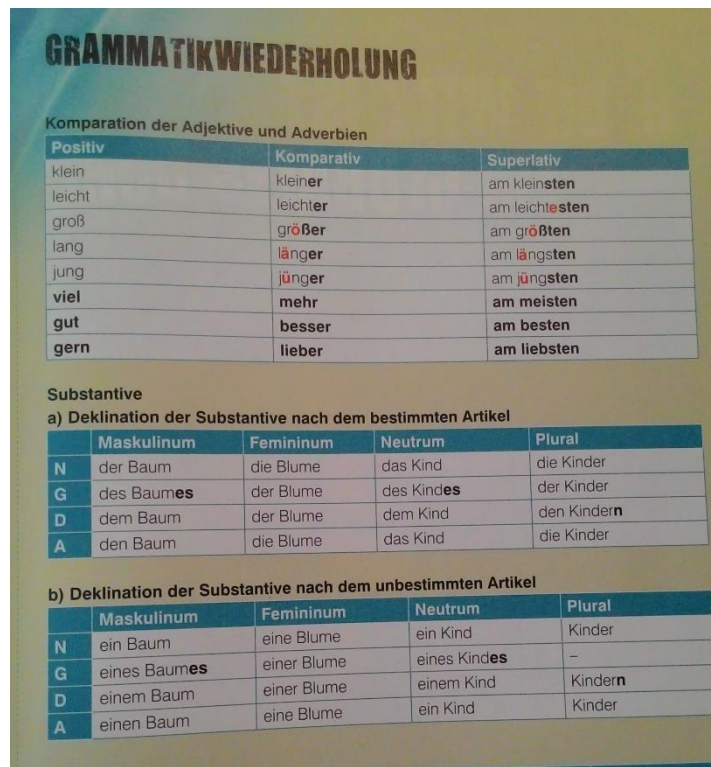 GRAMMATIKWIEDERHOLUNG
Komparation der Adjektive und Adverbien
Positiv Komparativ Superlativ
klein kleiner am kleinsten
leicht leichter am leichtesten
groß größer am größten
lang länger am längsten
jung jünger am jüngsten
viel mehr am meisten
gut besser am besten
gern lieber am liebsten
Substantive
a) Deklination der Substantive nach dem bestimmten Artikel
Maskulinum Femininum Neutrum Plural
N der Baum die Blume das Kind die Kinder
G des Baumes der Blume des Kindes der Kinder
D dem Baum der Blume dem Kind den Kindern
A den Baum die Blume das Kind die Kinder
b) Deklination der Substantive nach dem unbestimmten Artikel
Maskulinum Femininum Neutrum Plural
N ein Baum eine Blume ein Kind Kinder
G eines Baumes einer Blume eines Kindes –
D einem Baum einer Blume einem Kind Kindern
A einen Baum eine Blume ein Kind Kinder